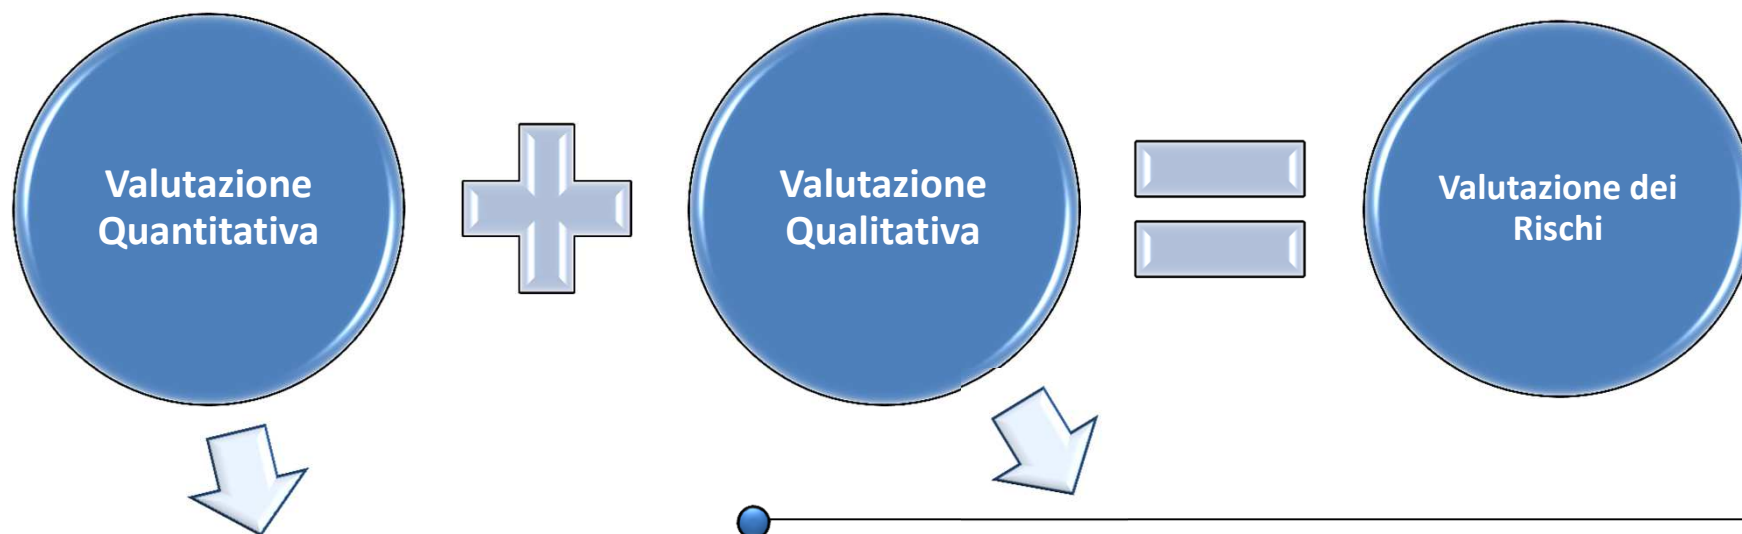 Valutazione
Quantitativa
Valutazione
Qualitativa
Valutazione dei
Rischi